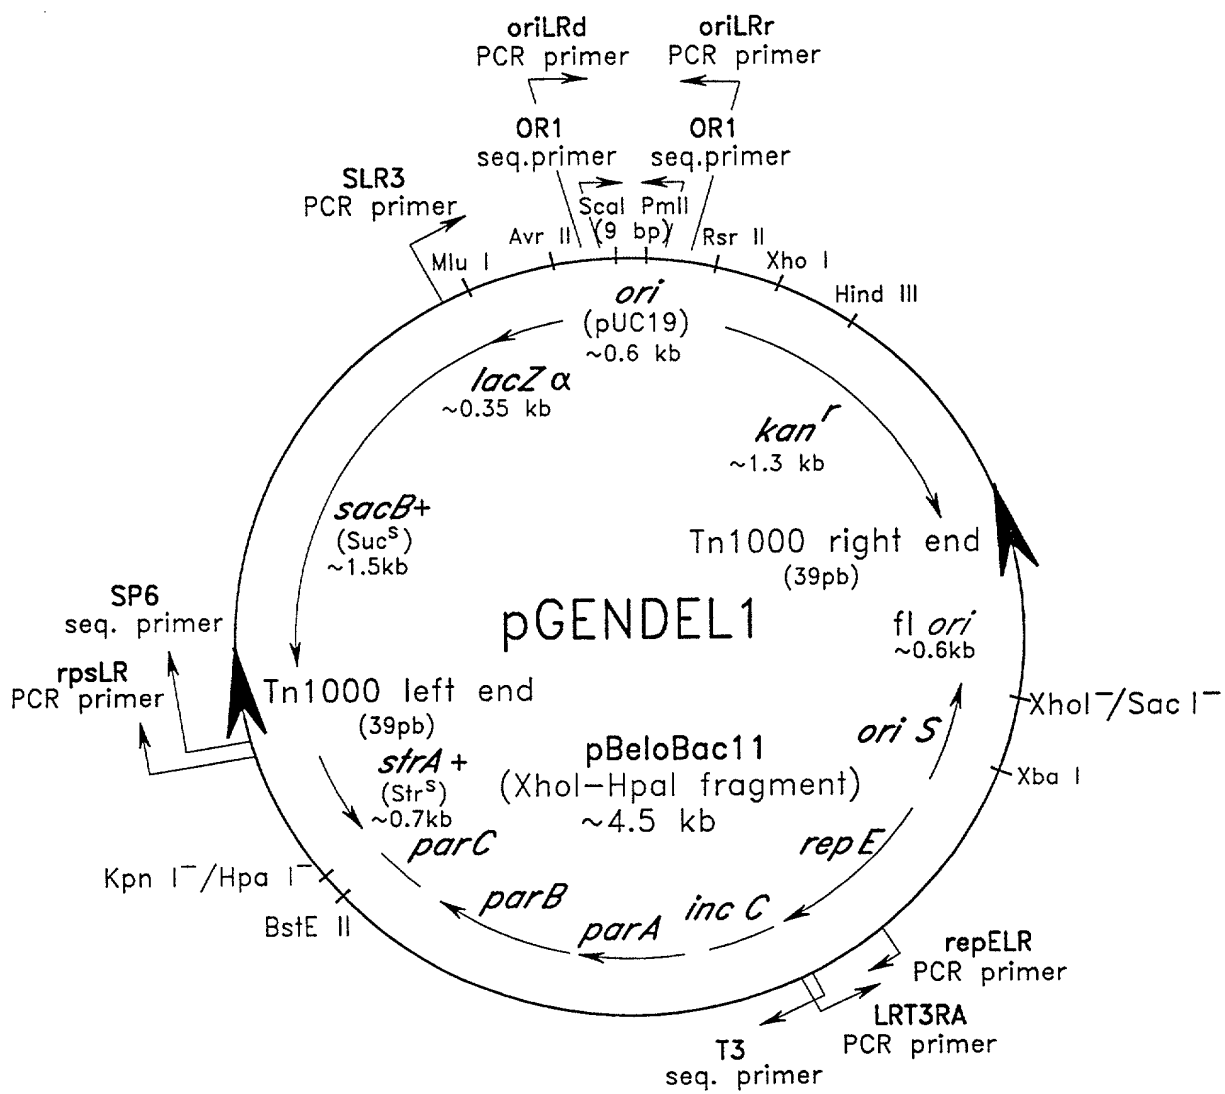 oriLRd
PCR primer
oriLRr
PCR primer
OR1
seq.primer
OR1
seq.primer
SLR3
PCR primer
ScaI PmlI
(9 bp)
Avr II
Rsr II
Mlu I
Xho I
Hind III
ori
(pUC19)
~0.6 kb
lacZ α
~0.35 kb
kan r
~1.3 kb
sacB+
(Suc s)
~1.5kb
Tn1000 right end
(39pb)
SP6
seq. primer
pGENDEL1
fl ori
~0.6kb
rpsLR
PCR primer
Tn1000 left end
(39pb)
XhoI⁻/Sac I⁻
ori S
strA +
(Str s)
~0.7kb
pBeloBac11
(XhoI–HpaI fragment)
~4.5 kb
Xba I
parC
rep E
Kpn I⁻/Hpa I⁻
BstE II
parB
parA
inc C
repELR
PCR primer
LRT3RA
PCR primer
T3
seq. primer